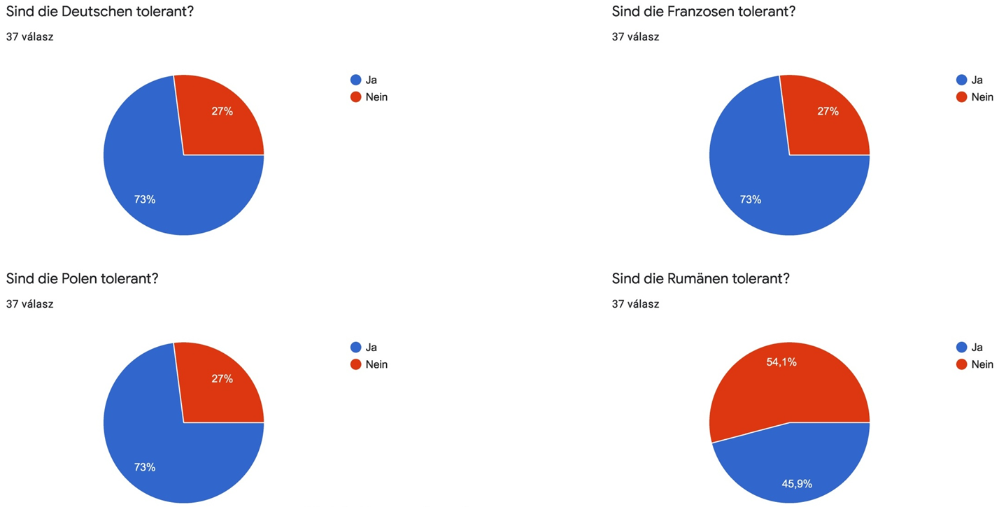 Sind die Deutschen tolerant?
37 válasz
Ja
Nein
27%
73%
Sind die Franzosen tolerant?
37 válasz
Ja
Nein
27%
73%
Sind die Polen tolerant?
37 válasz
Ja
Nein
27%
73%
Sind die Rumänen tolerant?
37 válasz
Ja
Nein
54,1%
45,9%